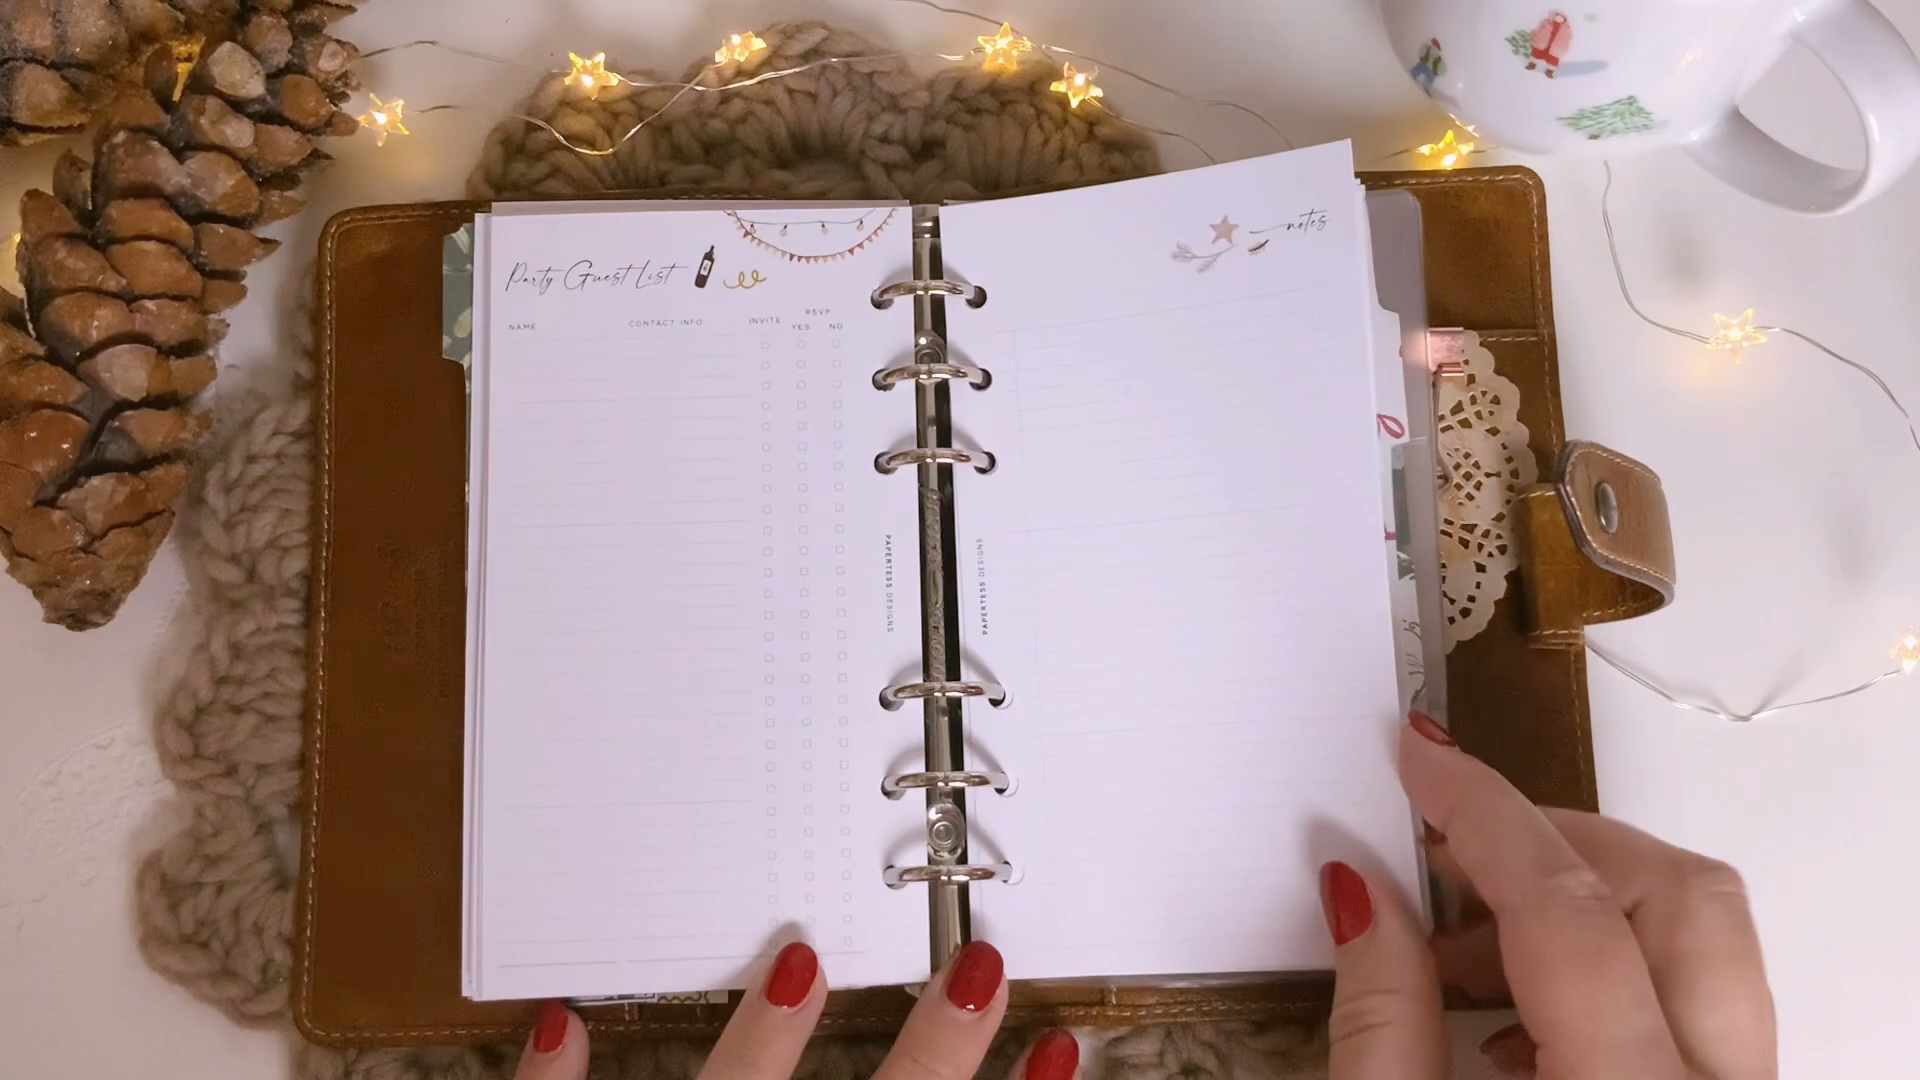 Party Guest List
NAME
CONTACT INFO
INVITE
RSVP
YES
NO
PAPERTESS DESIGNS
notes
PAPERTESS DESIGNS